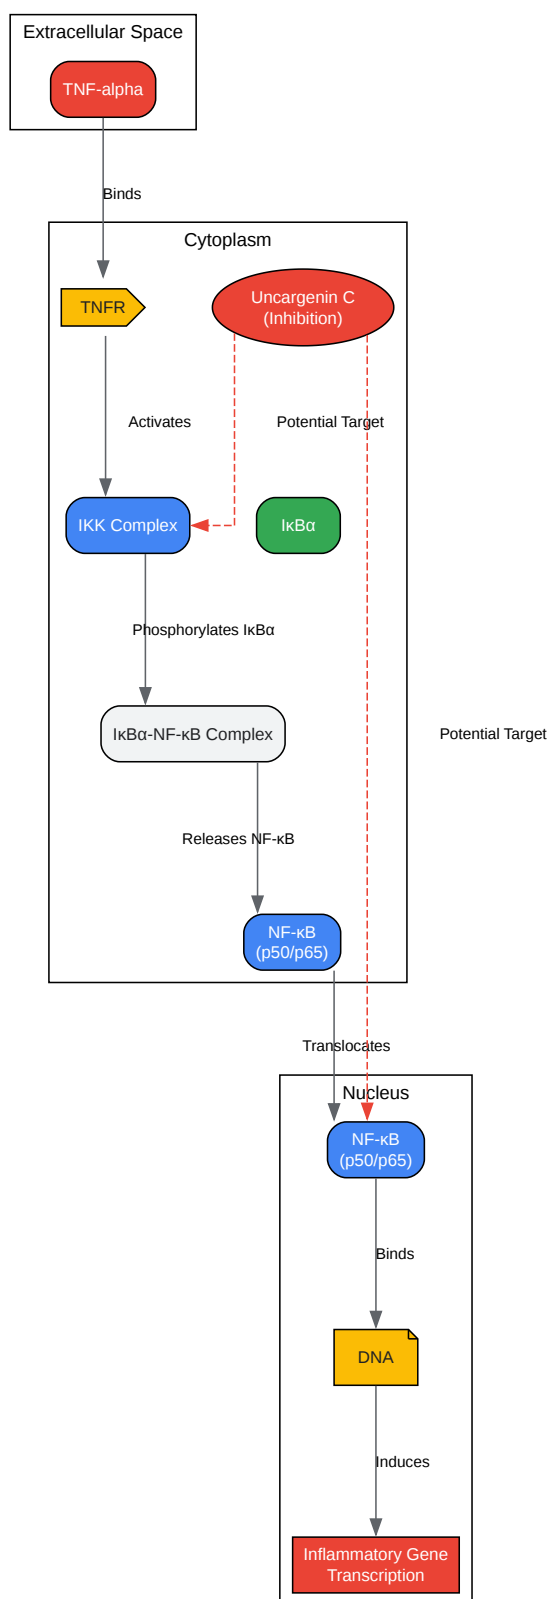 Extracellular Space
TNF-alpha
Binds
Cytoplasm
TNFR
Uncargenin C
(Inhibition)
Activates
Potential Target
IKK Complex
IκBα
Phosphorylates IκBα
IκBα-NF-κB Complex
Potential Target
Releases NF-κB
NF-κB
(p50/p65)
Translocates
Nucleus
NF-κB
(p50/p65)
Binds
DNA
Induces
Inflammatory Gene
Transcription